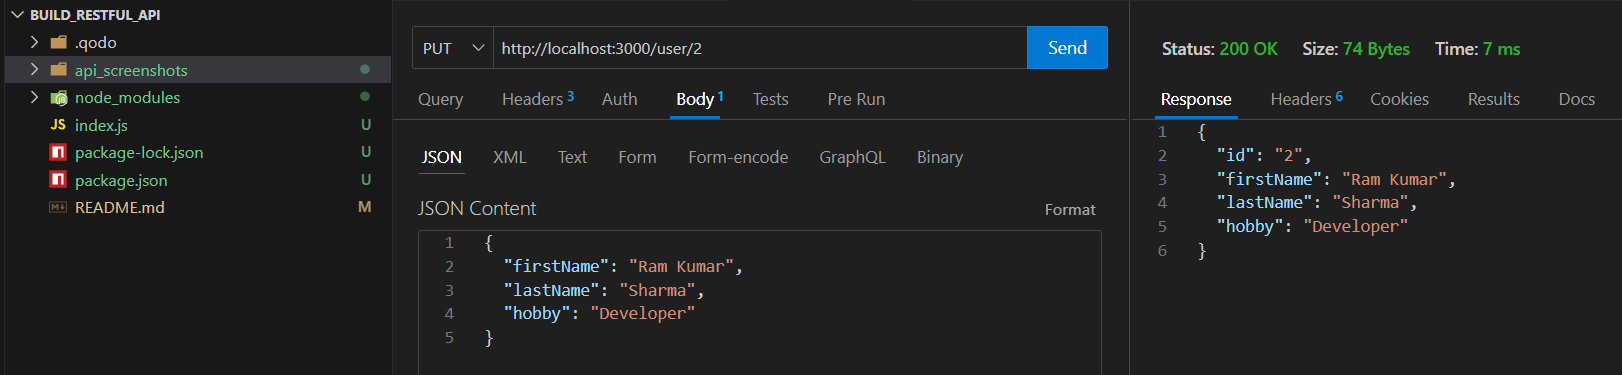 BUILD_RESTFUL_API
.qodo
api_screenshots
node_modules
JS index.js U
package-lock.json U
package.json U
README.md M
PUT http://localhost:3000/user/2 Send
Query Headers 3 Auth Body 1 Tests Pre Run
JSON XML Text Form Form-encode GraphQL Binary
JSON Content Format
1 {
2 "firstName": "Ram Kumar",
3 "lastName": "Sharma",
4 "hobby": "Developer"
5 }
Status: 200 OK Size: 74 Bytes Time: 7 ms
Response Headers 6 Cookies Results Docs
1 {
2 "id": "2",
3 "firstName": "Ram Kumar",
4 "lastName": "Sharma",
5 "hobby": "Developer"
6 }